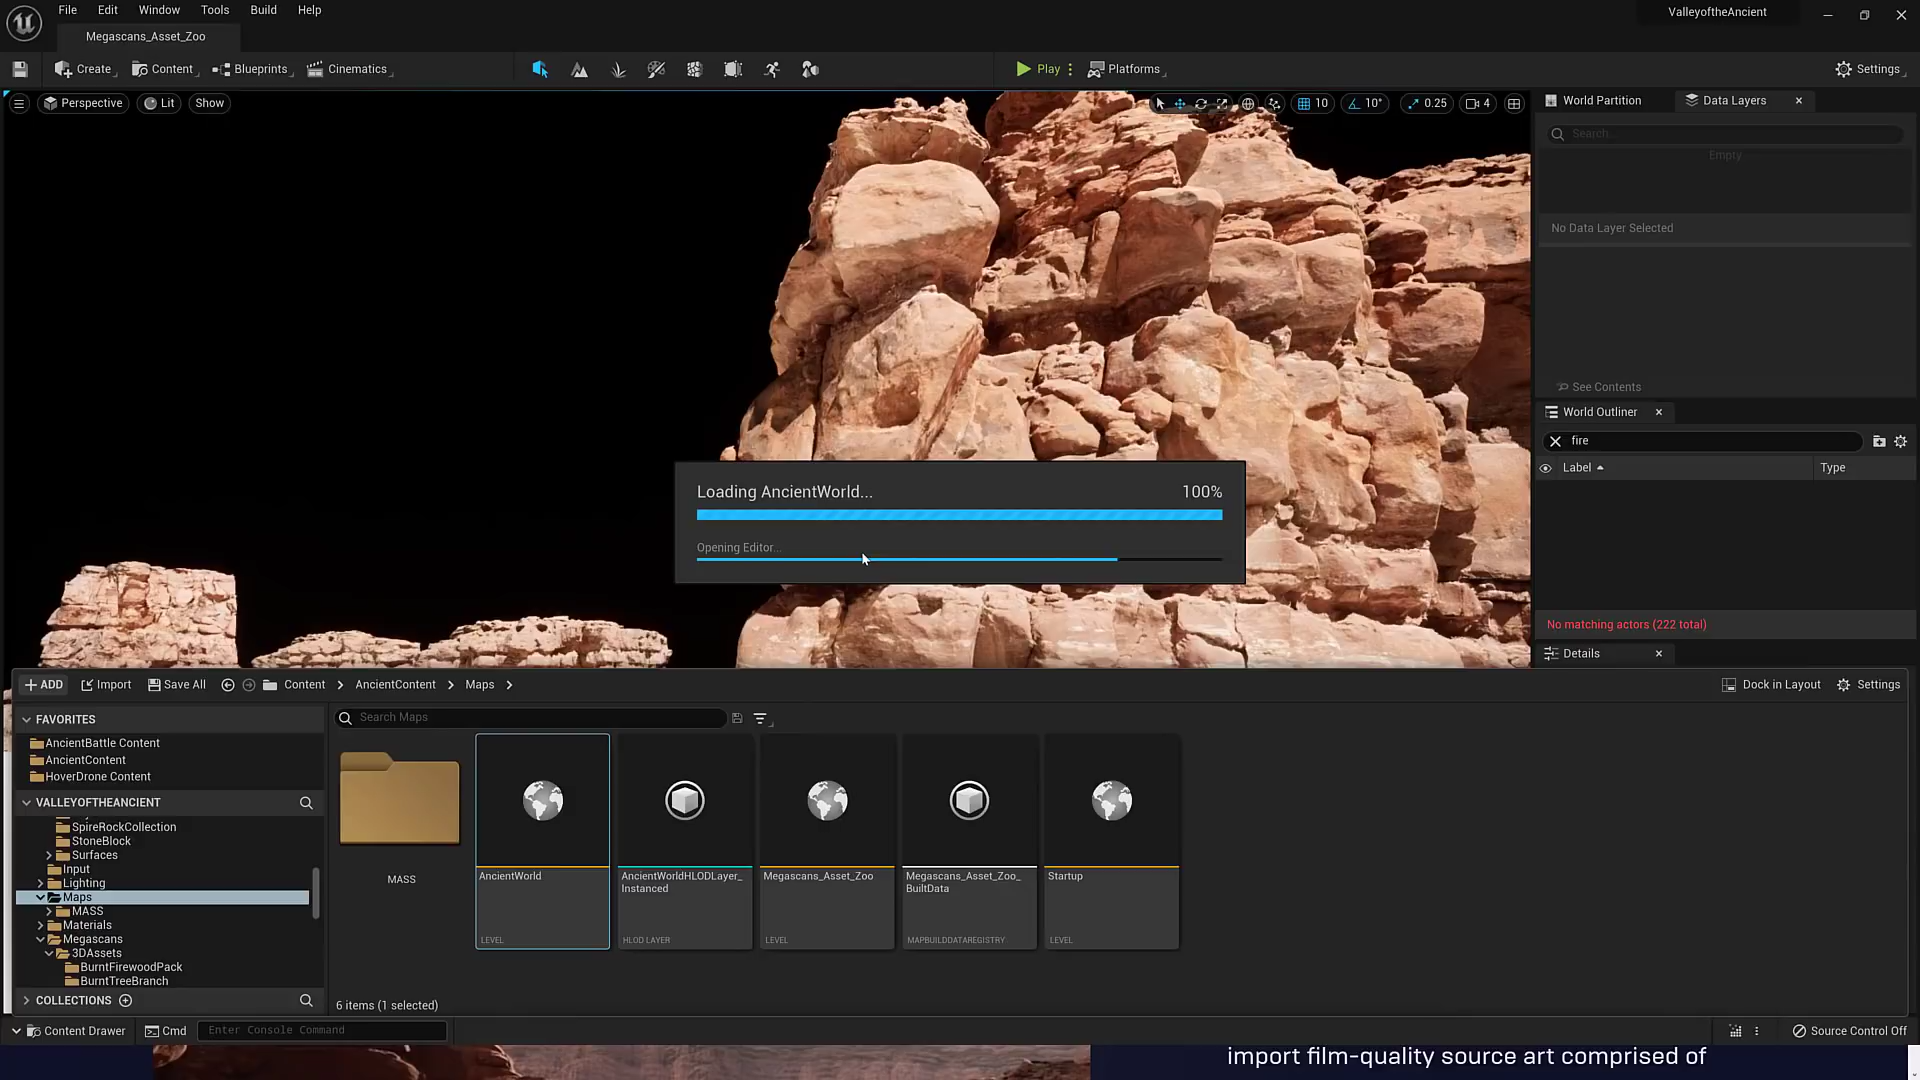 File Edit Window Tools Build Help
ValleyoftheAncient
Megascans_Asset_Zoo
Create Content Blueprints Cinematics Play Platforms Settings
Perspective Lit Show 10 10° 0.25 4
World Partition Data Layers
Search...
Empty
No Data Layer Selected
See Contents
World Outliner
fire
Label Type
Loading AncientWorld... 100%
Opening Editor...
No matching actors (222 total)
Details
ADD Import Save All Content AncientContent Maps Dock in Layout Settings
FAVORITES
AncientBattle Content
AncientContent
HoverDrone Content
VALLEYOFTHEANCIENT
SpireRockCollection
StoneBlock
Surfaces
Input
Lighting
Maps
MASS
Materials
Megascans
3DAssets
BurntFirewoodPack
BurntTreeBranch
COLLECTIONS
Search Maps
MASS
AncientWorld
LEVEL
AncientWorldHLODLayer_
Instanced
HLOD LAYER
Megascans_Asset_Zoo
LEVEL
Megascans_Asset_Zoo_
BuiltData
MAPBUILDDATAREGISTRY
Startup
LEVEL
6 items (1 selected)
Content Drawer Cmd Enter Console Command Source Control Off
import film-quality source art comprised of